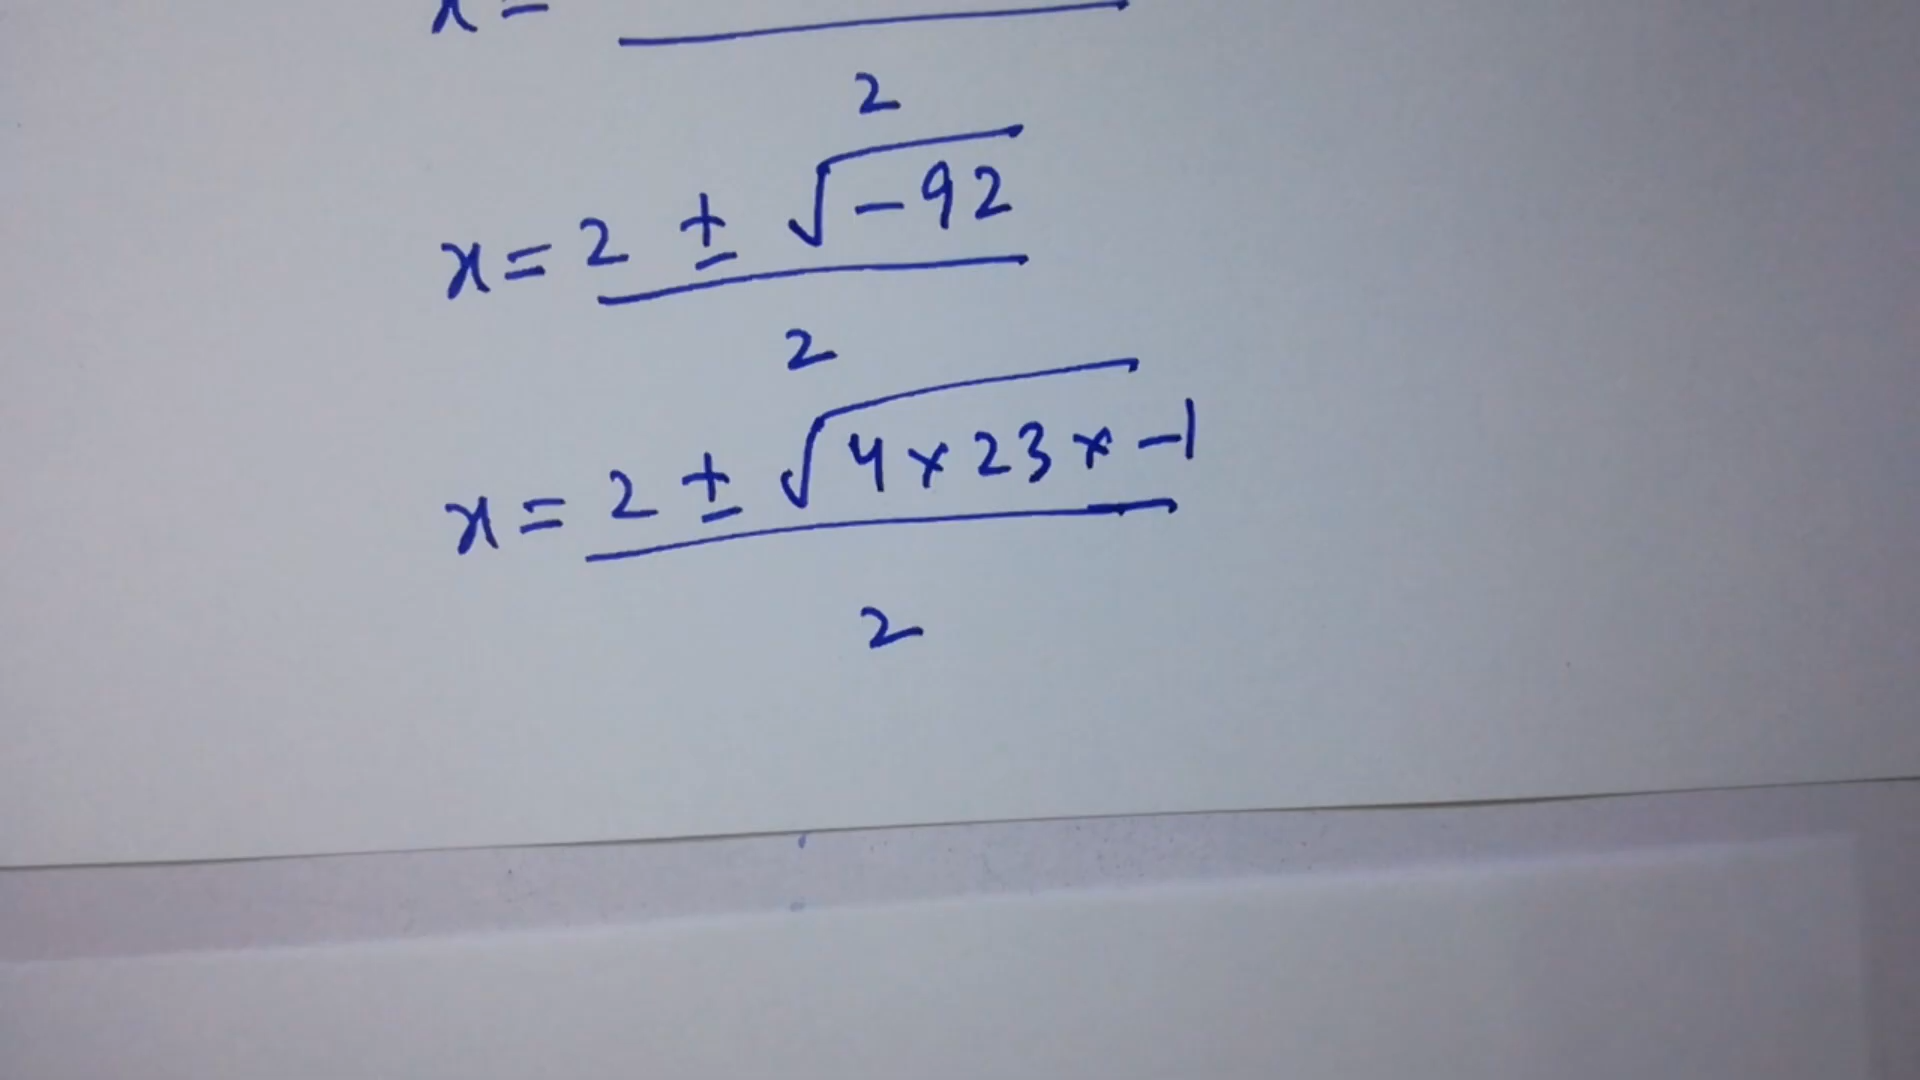 x =
2
x = 2 ± √-92
2
x = 2 ± √4 × 23 × -1
2